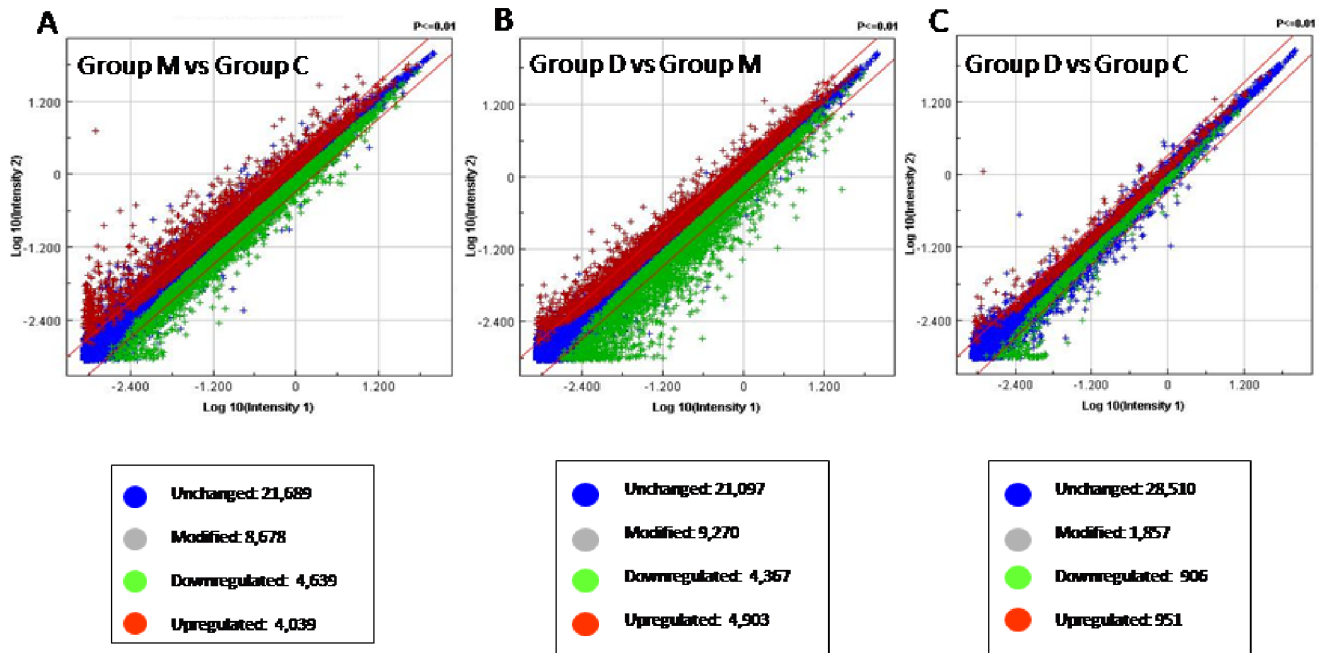 A
P<=0.01
Group M vs Group C
Log 10(Intensity 2)
1.200
0
-1.200
-2.400
-2.400
-1.200
0
1.200
Log 10(Intensity 1)
Unchanged: 21,689
Modified: 8,678
Downregulated: 4,639
Upregulated: 4,039
B
P<=0.01
Group D vs Group M
Log 10(Intensity 2)
1.200
0
-1.200
-2.400
-2.400
-1.200
0
1.200
Log 10(Intensity 1)
Unchanged: 21,097
Modified: 9,270
Downregulated: 4,367
Upregulated: 4,903
C
P<=0.01
Group D vs Group C
Log 10(Intensity 2)
1.200
0
-1.200
-2.400
-2.400
-1.200
0
1.200
Log 10(Intensity 1)
Unchanged: 28,510
Modified: 1,857
Downregulated: 906
Upregulated: 951